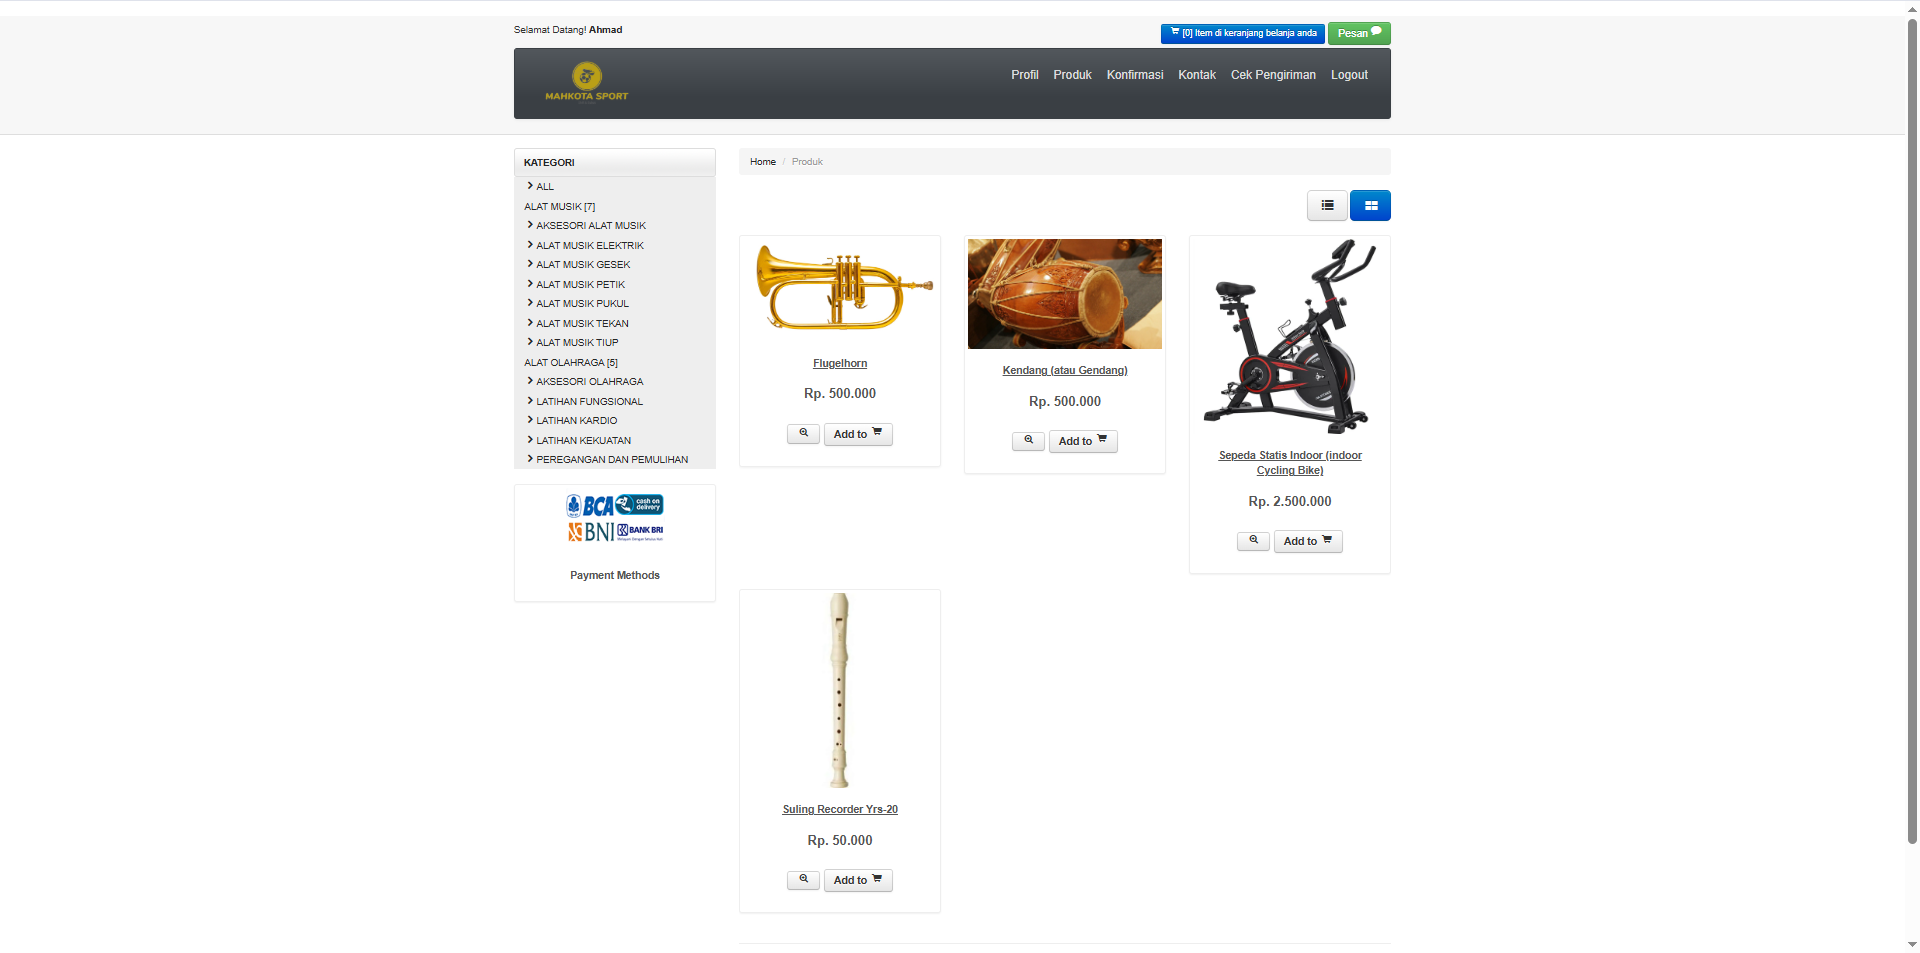 Selamat Datang! Ahmad
[0] Item di keranjang belanja anda
Pesan
MAHKOTA SPORT
Profil
Produk
Konfirmasi
Kontak
Cek Pengiriman
Logout
KATEGORI
ALL
ALAT MUSIK [7]
AKSESORI ALAT MUSIK
ALAT MUSIK ELEKTRIK
ALAT MUSIK GESEK
ALAT MUSIK PETIK
ALAT MUSIK PUKUL
ALAT MUSIK TEKAN
ALAT MUSIK TIUP
ALAT OLAHRAGA [5]
AKSESORI OLAHRAGA
LATIHAN FUNGSIONAL
LATIHAN KARDIO
LATIHAN KEKUATAN
PEREGANGAN DAN PEMULIHAN
BCA
cash on
delivery
BNI
BANK BRI
Payment Methods
Home / Produk
Flugelhorn
Rp. 500.000
Add to
Kendang (atau Gendang)
Rp. 500.000
Add to
Sepeda Statis Indoor (indoor
Cycling Bike)
Rp. 2.500.000
Add to
Suling Recorder Yrs-20
Rp. 50.000
Add to